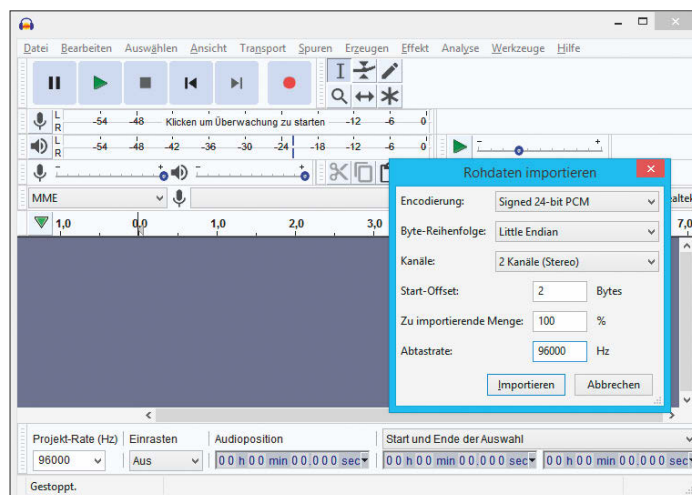 Datei Bearbeiten Auswählen Ansicht Transport Spuren Erzeugen Effekt Analyse Werkzeuge Hilfe
L
R
-54 -48 Klicken um Überwachung zu starten -12 -6 0
L
R
-54 -48 -42 -36 -30 -24 -18 -12 -6 0
- +
- +
- +
MME
1,0 0,0 1,0 2,0 3,0 7,0
Rohdaten importieren
Encodierung: Signed 24-bit PCM
Byte-Reihenfolge: Little Endian
Kanäle: 2 Kanäle (Stereo)
Start-Offset: 2 Bytes
Zu importierende Menge: 100 %
Abtastrate: 96000 Hz
Importieren Abbrechen
Projekt-Rate (Hz) Einrasten Audioposition Start und Ende der Auswahl
96000 Aus 00 h 00 min 00.000 sec 00 h 00 min 00.000 sec 00 h 00 min 00.000 sec
Gestoppt.